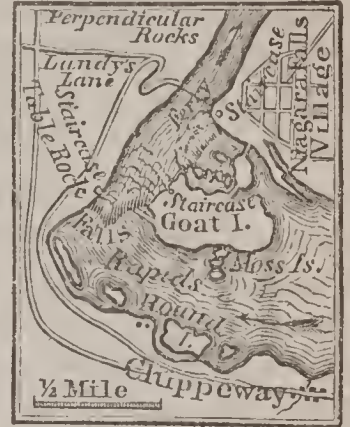 Perpendicular
Rocks
Lundy's
Lane
Staircase
Table Rock
Ferry
Staircase
Niagara Falls
Village
Staircase
Goat I.
Falls
Rapids
Moss Is.
Round
I.
Chippeway
½ Mile